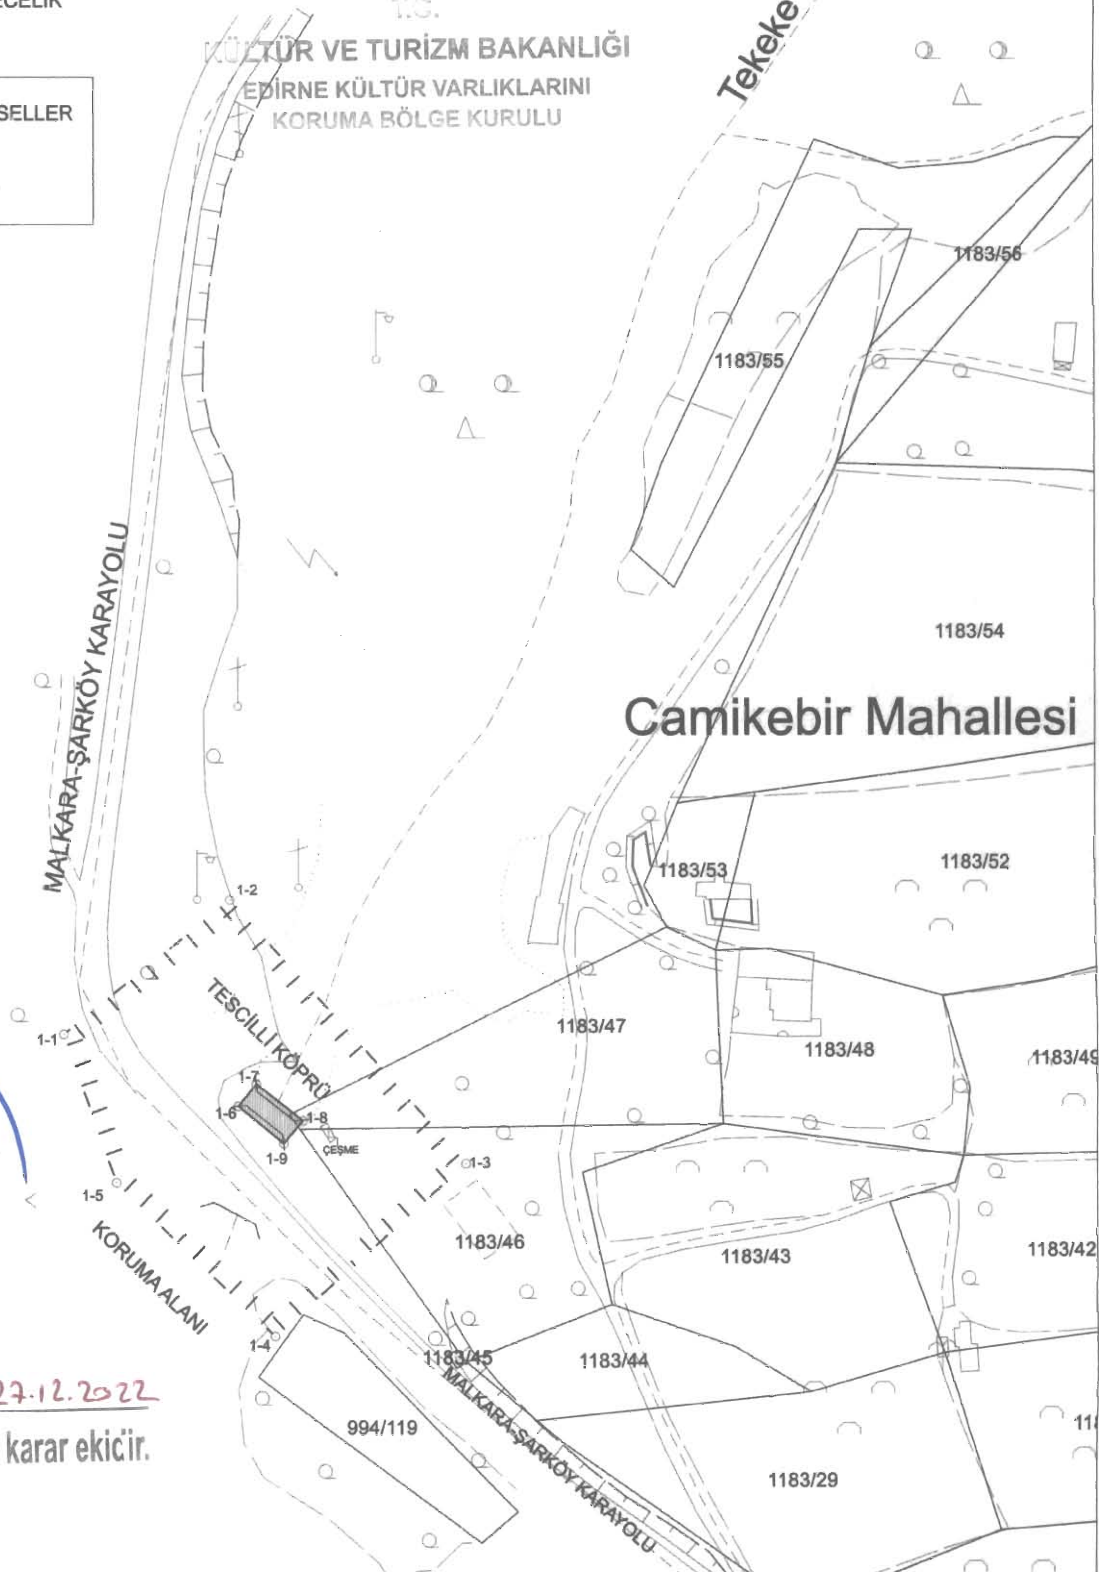 T.C.
KÜLTÜR VE TURİZM BAKANLIĞI
EDİRNE KÜLTÜR VARLIKLARINI
KORUMA BÖLGE KURULU
SELLER
Tekeke
1183/56
1183/55
1183/54
MALKARA-ŞARKÖY KARAYOLU
Camikebir Mahallesi
1183/53
1183/52
1-2
TESCİLLİ KÖPRÜ
1183/47
1183/48
1183/49
1-1
1-7
1-6
1-8
1-9
ÇEŞME
1-3
1-5
KORUMA ALANI
1183/46
1183/43
1183/42
1-4
1183/45
1183/44
MALKARA-ŞARKÖY KARAYOLU
27.12.2022
karar ekidir.
994/119
1183/29